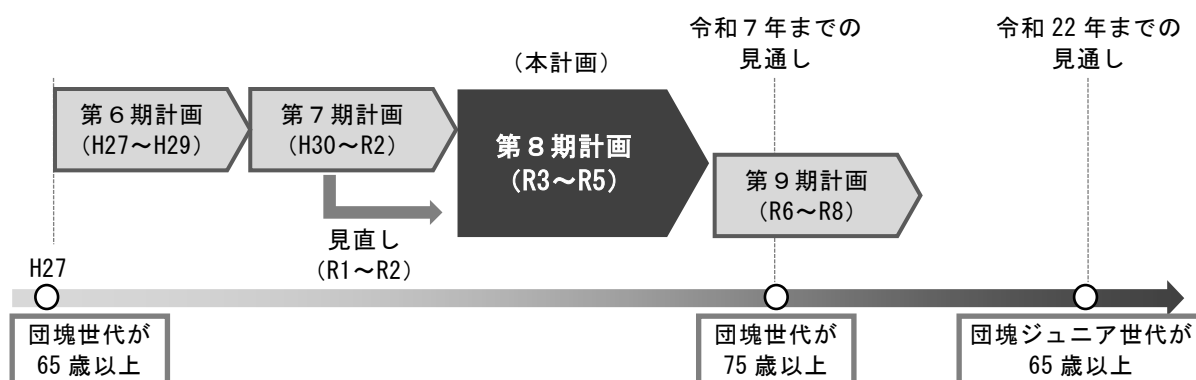 令和７年までの
見通し
令和 22 年までの
見通し
（本計画）
第６期計画
（H27～H29）
第７期計画
（H30～R2）
第８期計画
（R3～R5）
第９期計画
（R6～R8）
見直し
（R1～R2）
H27
団塊世代が
65 歳以上
団塊世代が
75 歳以上
団塊ジュニア世代が
65 歳以上